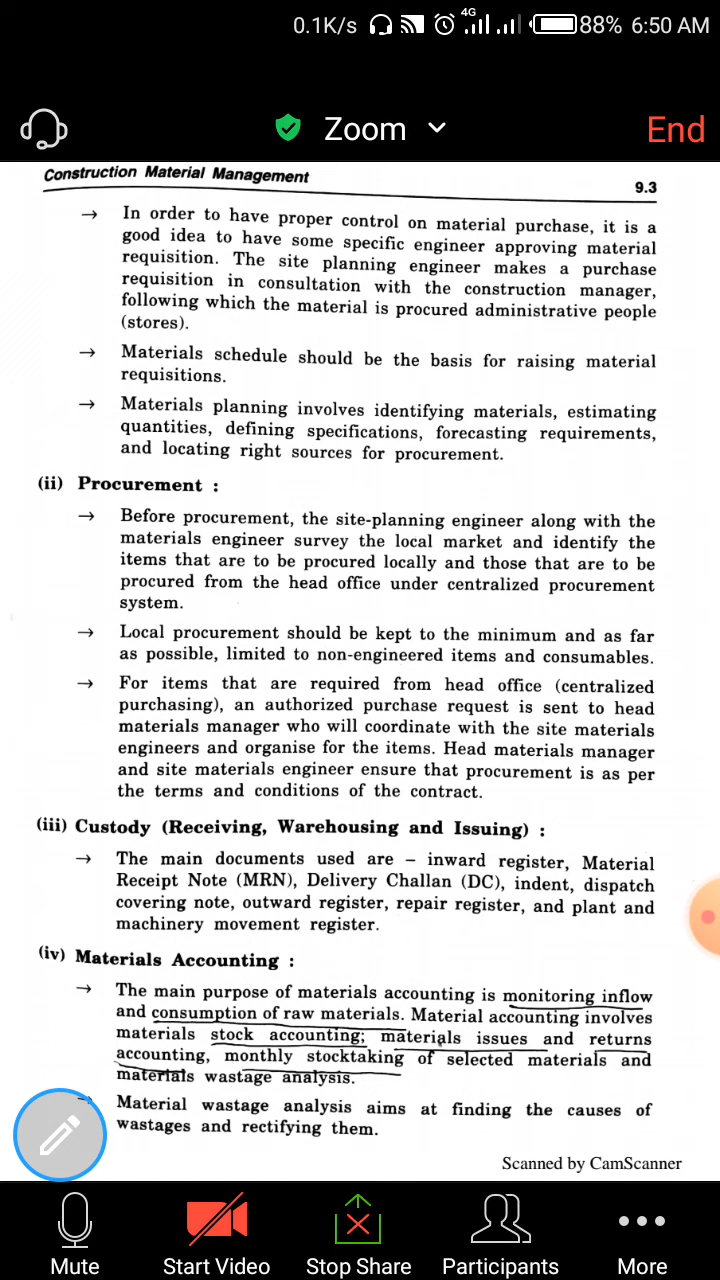 0.1K/s 4G 88% 6:50 AM
Zoom End
Construction Material Management 9.3
→ In order to have proper control on material purchase, it is a
good idea to have some specific engineer approving material
requisition. The site planning engineer makes a purchase
requisition in consultation with the construction manager,
following which the material is procured administrative people
(stores).
→ Materials schedule should be the basis for raising material
requisitions.
→ Materials planning involves identifying materials, estimating
quantities, defining specifications, forecasting requirements,
and locating right sources for procurement.
(ii) Procurement :
→ Before procurement, the site-planning engineer along with the
materials engineer survey the local market and identify the
items that are to be procured locally and those that are to be
procured from the head office under centralized procurement
system.
→ Local procurement should be kept to the minimum and as far
as possible, limited to non-engineered items and consumables.
→ For items that are required from head office (centralized
purchasing), an authorized purchase request is sent to head
materials manager who will coordinate with the site materials
engineers and organise for the items. Head materials manager
and site materials engineer ensure that procurement is as per
the terms and conditions of the contract.
(iii) Custody (Receiving, Warehousing and Issuing) :
→ The main documents used are – inward register, Material
Receipt Note (MRN), Delivery Challan (DC), indent, dispatch
covering note, outward register, repair register, and plant and
machinery movement register.
(iv) Materials Accounting :
→ The main purpose of materials accounting is monitoring inflow
and consumption of raw materials. Material accounting involves
materials stock accounting; materials issues and returns
accounting, monthly stocktaking of selected materials and
materials wastage analysis.
→ Material wastage analysis aims at finding the causes of
wastages and rectifying them.
Scanned by CamScanner
Mute Start Video Stop Share Participants More